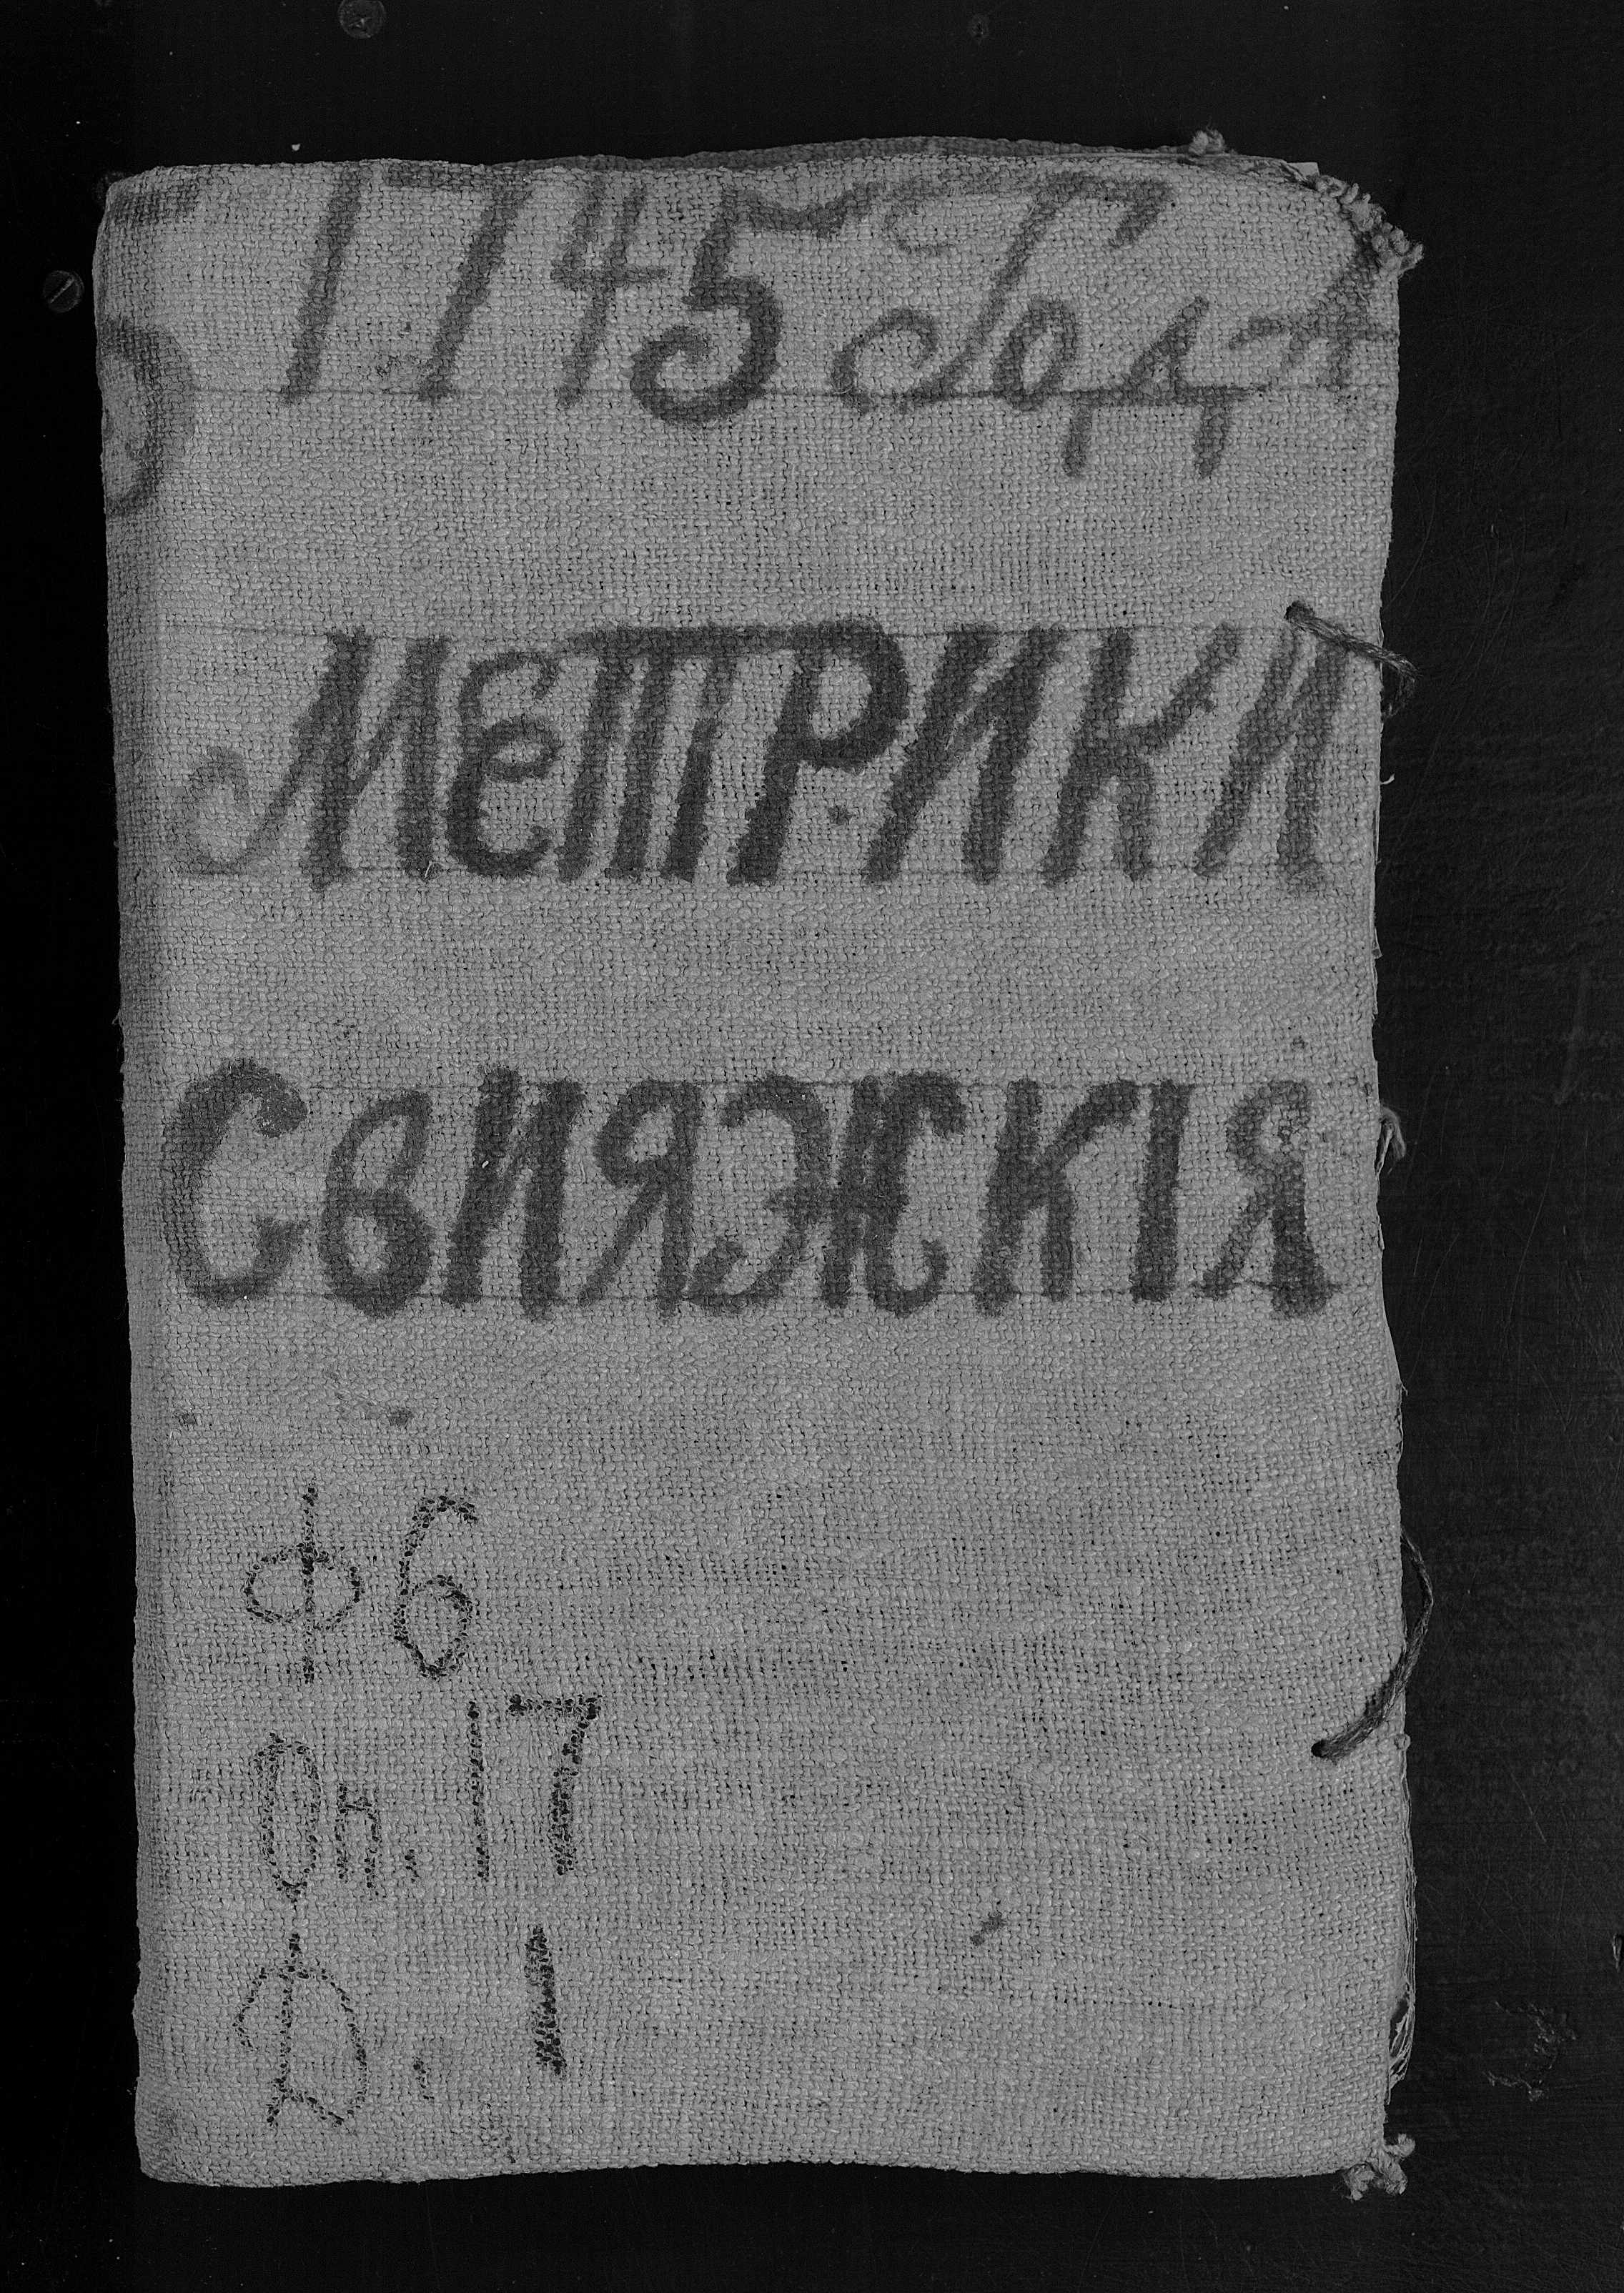 1745 Года
МЕТРИКИ
СВИЯЖСКІЯ
Ф 6
Оп. 17
Д. 1